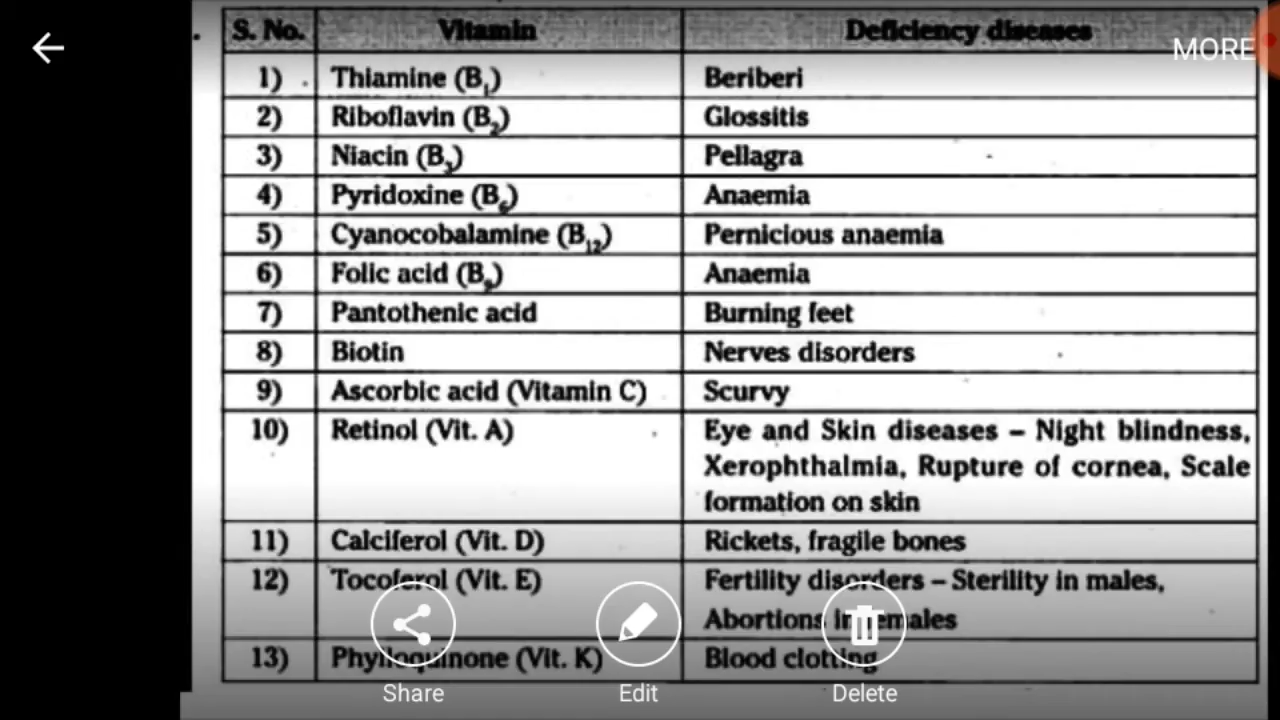 MORE
S. No. Vitamin Deficiency diseases
1) Thiamine (B₁) Beriberi
2) Riboflavin (B₂) Glossitis
3) Niacin (B₃) Pellagra
4) Pyridoxine (B₆) Anaemia
5) Cyanocobalamine (B₁₂) Pernicious anaemia
6) Folic acid (B₉) Anaemia
7) Pantothenic acid Burning feet
8) Biotin Nerves disorders
9) Ascorbic acid (Vitamin C) Scurvy
10) Retinol (Vit. A) Eye and Skin diseases – Night blindness,
Xerophthalmia, Rupture of cornea, Scale
formation on skin
11) Calciferol (Vit. D) Rickets, fragile bones
12) Tocoferol (Vit. E) Fertility disorders – Sterility in males,
Abortions in females
13) Phylloquinone (Vit. K) Blood clotting
Share Edit Delete